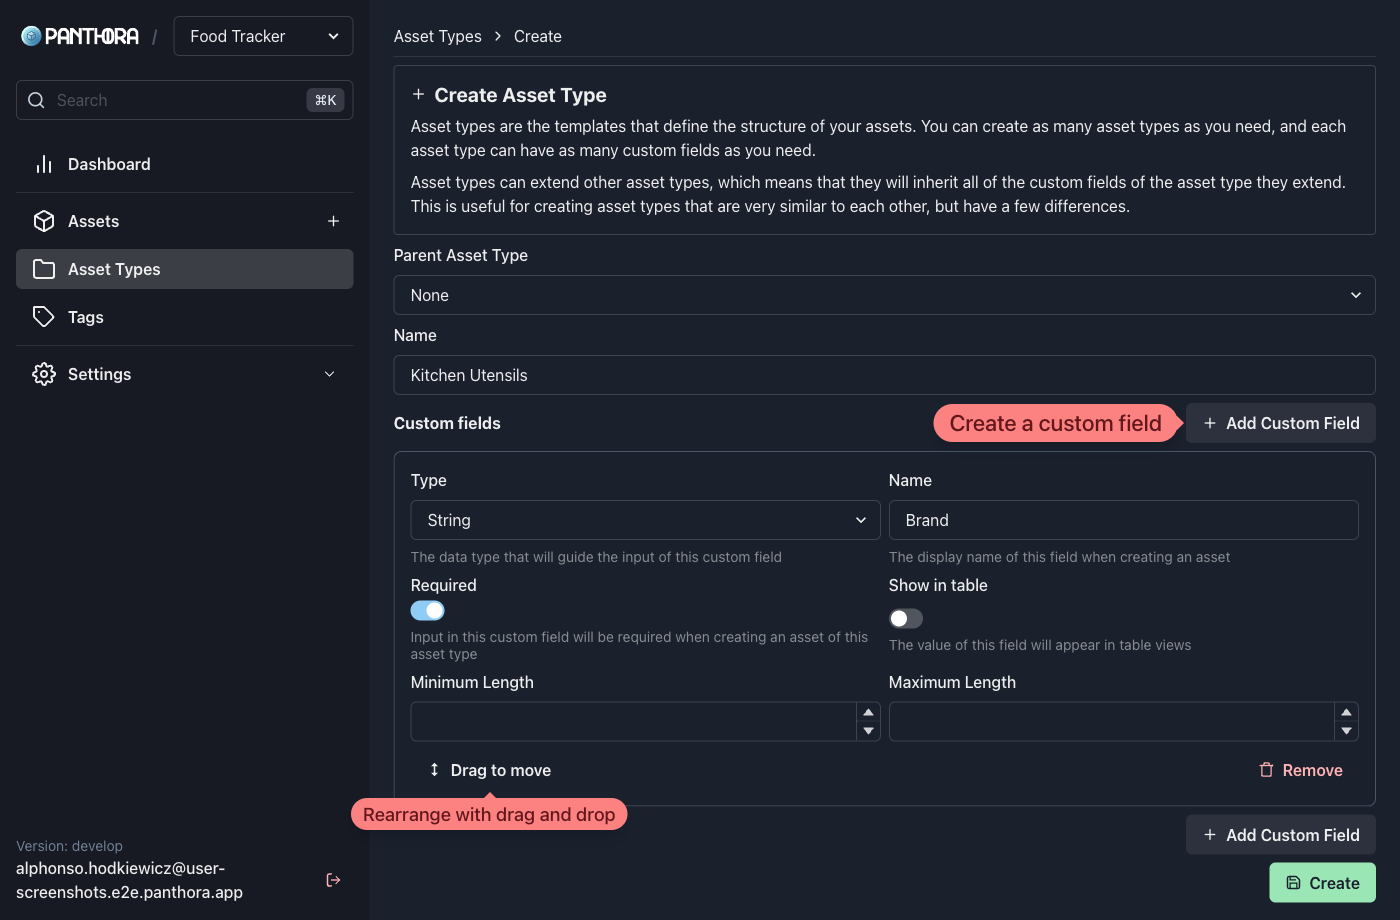 PANTHORA / Food Tracker
Search ⌘K
Dashboard
Assets
Asset Types
Tags
Settings
Version: develop
alphonso.hodkiewicz@user-
screenshots.e2e.panthora.app
Asset Types > Create
Create Asset Type
Asset types are the templates that define the structure of your assets. You can create as many asset types as you need, and each
asset type can have as many custom fields as you need.
Asset types can extend other asset types, which means that they will inherit all of the custom fields of the asset type they extend.
This is useful for creating asset types that are very similar to each other, but have a few differences.
Parent Asset Type
None
Name
Kitchen Utensils
Custom fields
Create a custom field
+ Add Custom Field
Type
String
The data type that will guide the input of this custom field
Name
Brand
The display name of this field when creating an asset
Required
Input in this custom field will be required when creating an asset of this
asset type
Show in table
The value of this field will appear in table views
Minimum Length
Maximum Length
Drag to move
Remove
Rearrange with drag and drop
+ Add Custom Field
Create